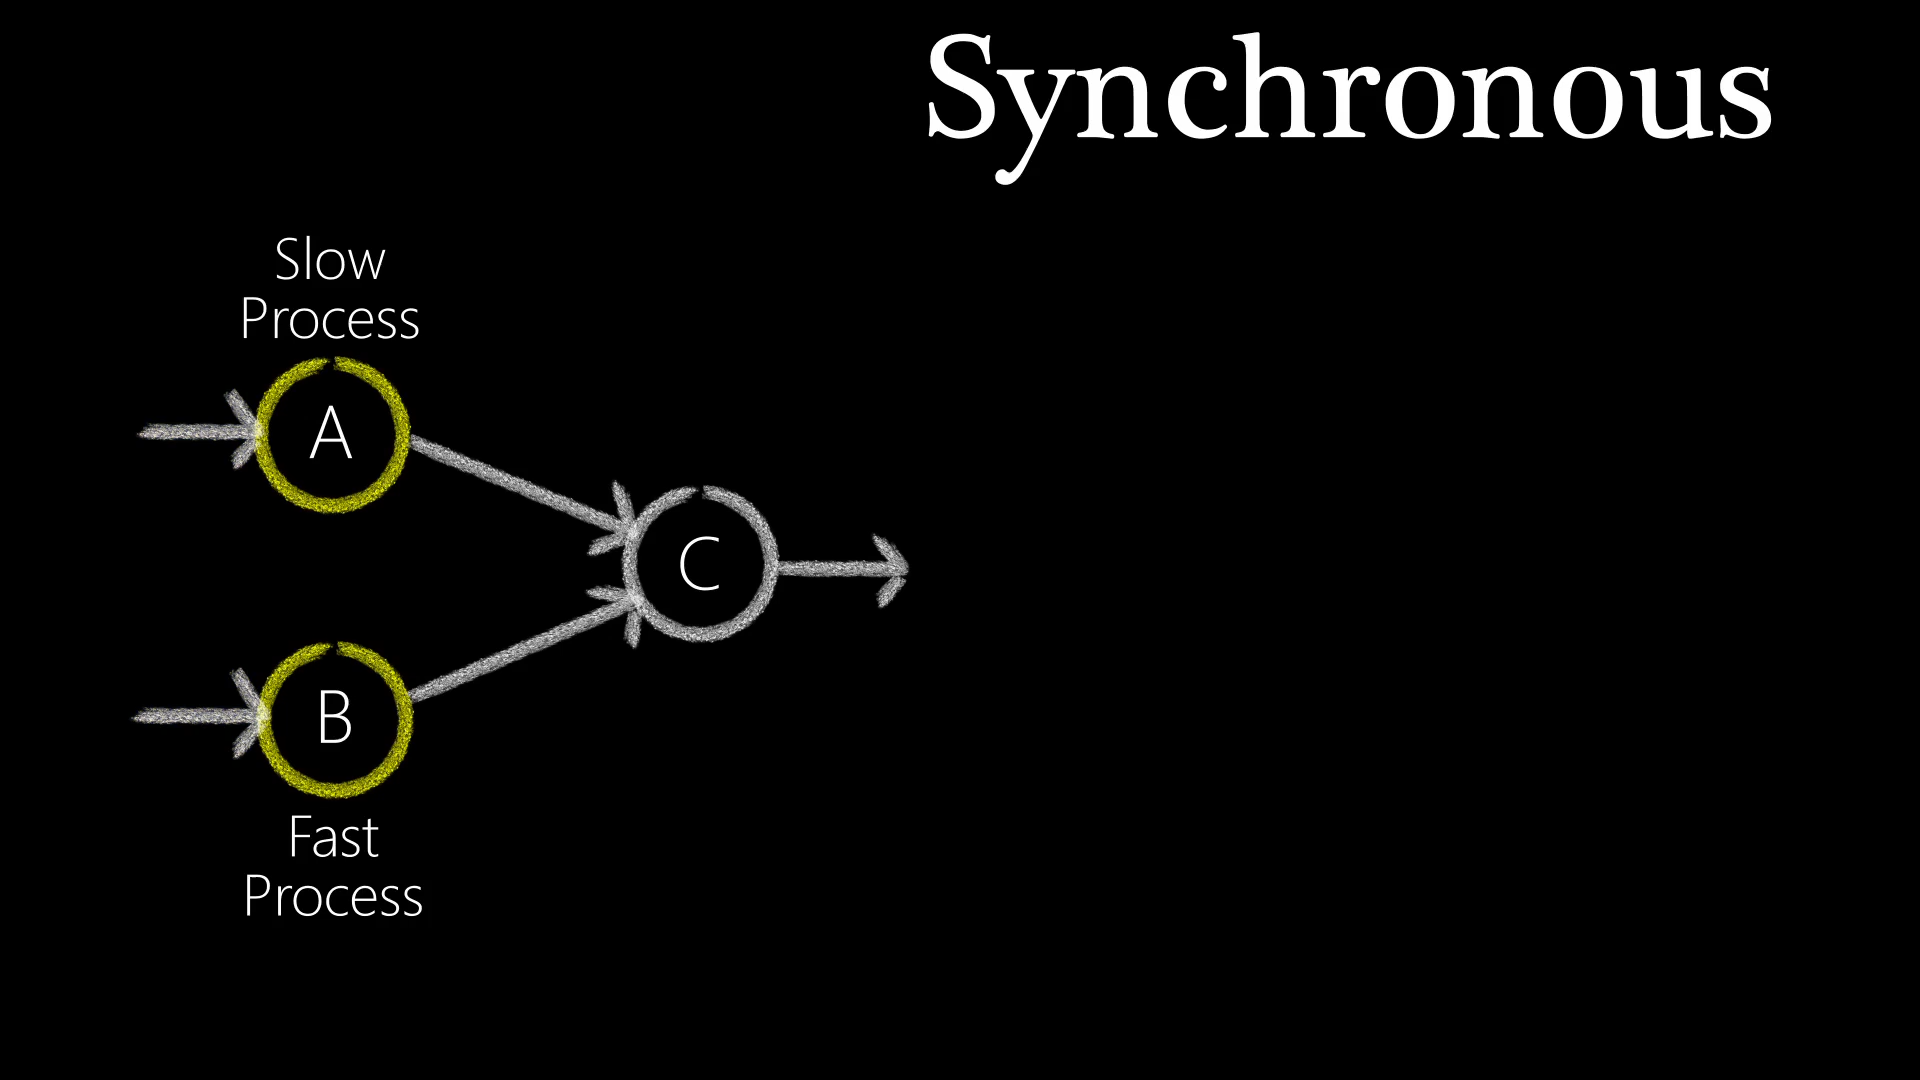 Synchronous
Slow
Process
A
C
B
Fast
Process